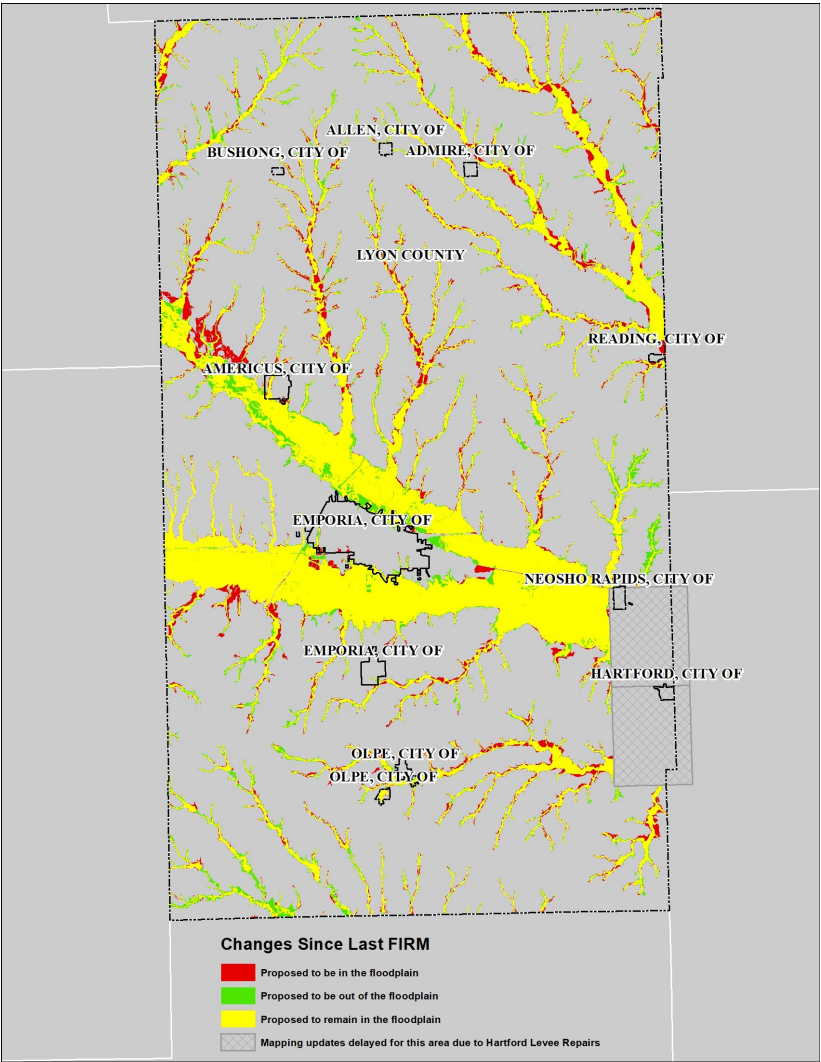 ALLEN, CITY OF
BUSHONG, CITY OF
ADMIRE, CITY OF
LYON COUNTY
READING, CITY OF
AMERICUS, CITY OF
EMPORIA, CITY OF
NEOSHO RAPIDS, CITY OF
EMPORIA, CITY OF
HARTFORD, CITY OF
OLPE, CITY OF
OLPE, CITY OF
Changes Since Last FIRM
Proposed to be in the floodplain
Proposed to be out of the floodplain
Proposed to remain in the floodplain
Mapping updates delayed for this area due to Hartford Levee Repairs